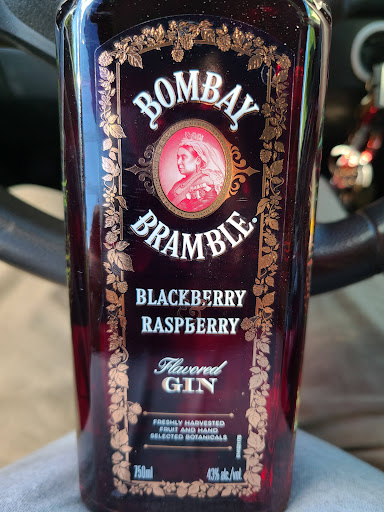 BOMBAY
BRAMBLE.
BLACKBERRY
&
RASPBERRY
Flavored
GIN
FRESHLY HARVESTED
FRUIT AND HAND
SELECTED BOTANICALS
750ml 43% alc./vol.